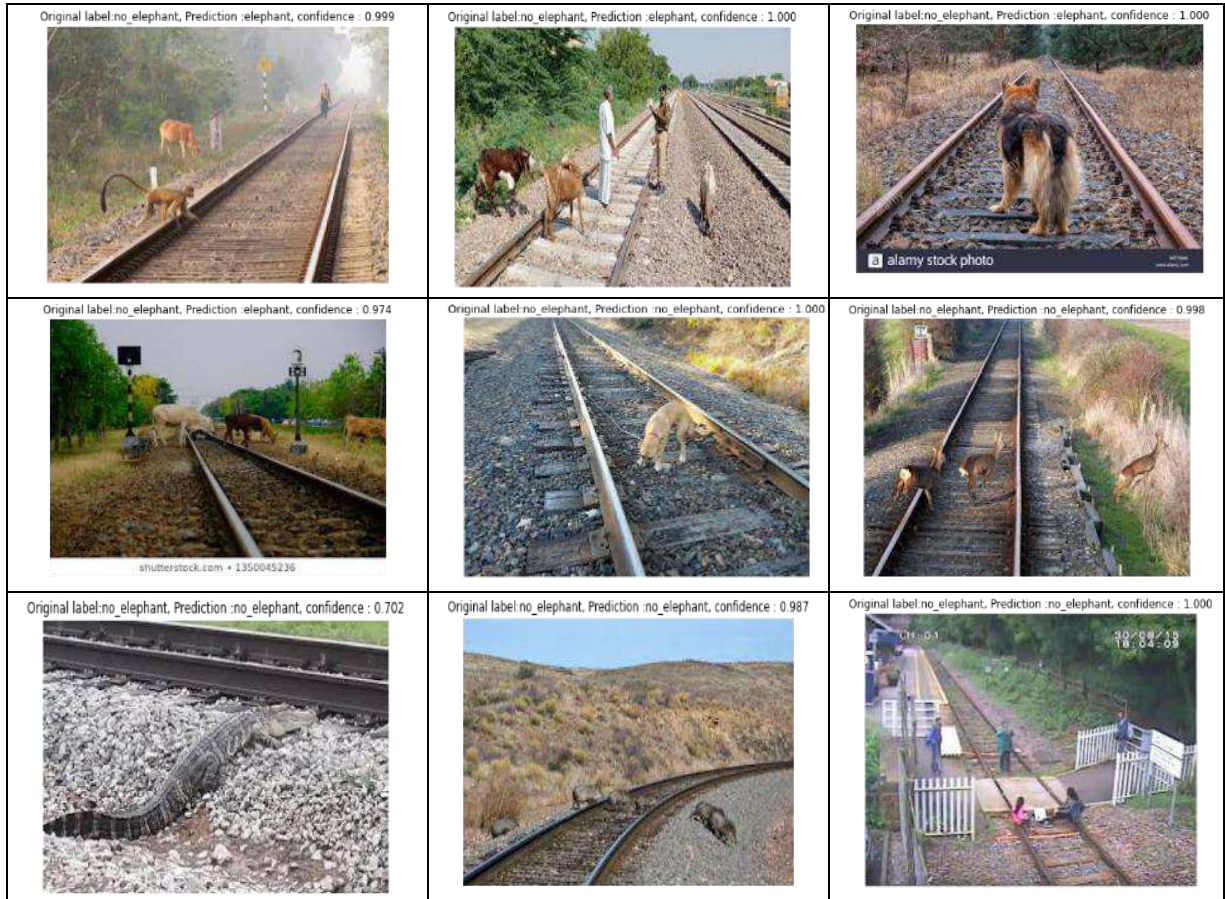 Original label:no_elephant, Prediction :elephant, confidence : 0.999
Original label:no_elephant, Prediction :elephant, confidence : 1.000
Original label:no_elephant, Prediction :elephant, confidence : 1.000
a alamy stock photo
Original label:no_elephant, Prediction :elephant, confidence : 0.974
Original label:no_elephant, Prediction :no_elephant, confidence : 1.000
Original label:no_elephant, Prediction :no_elephant, confidence : 0.998
shutterstock.com • 1350045236
Original label:no_elephant, Prediction :no_elephant, confidence : 0.702
Original label:no_elephant, Prediction :no_elephant, confidence : 0.987
Original label:no_elephant, Prediction :no_elephant, confidence : 1.000
CH.01
30/08/15
18:04:09